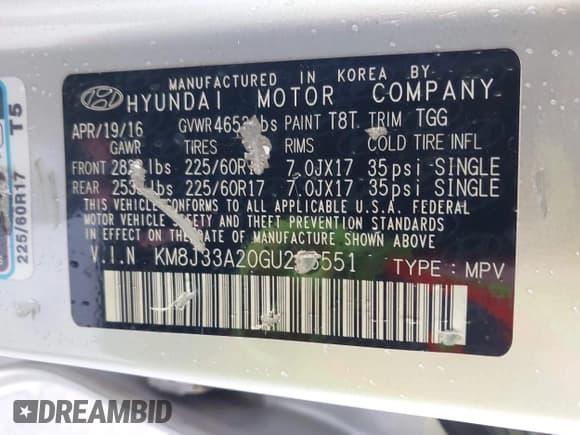 MANUFACTURED IN KOREA BY
HYUNDAI MOTOR COMPANY
APR/19/16 PAINT T8T TRIM TGG
GAWR TIRES RIMS COLD TIRE INFL
FRONT lbs 7.0JX17 35psi SINGLE
REAR lbs 225/60R17 7.0JX17 35psi SINGLE
THIS VEHICLE CONFORMS TO ALL APPLICABLE U.S.A. FEDERAL
MOTOR VEHICLE SAFETY AND THEFT PREVENTION STANDARDS
IN EFFECT ON THE DATE OF MANUFACTURE SHOWN ABOVE.
V.I.N TYPE : MPV
225/60R17 T5
DREAMBID